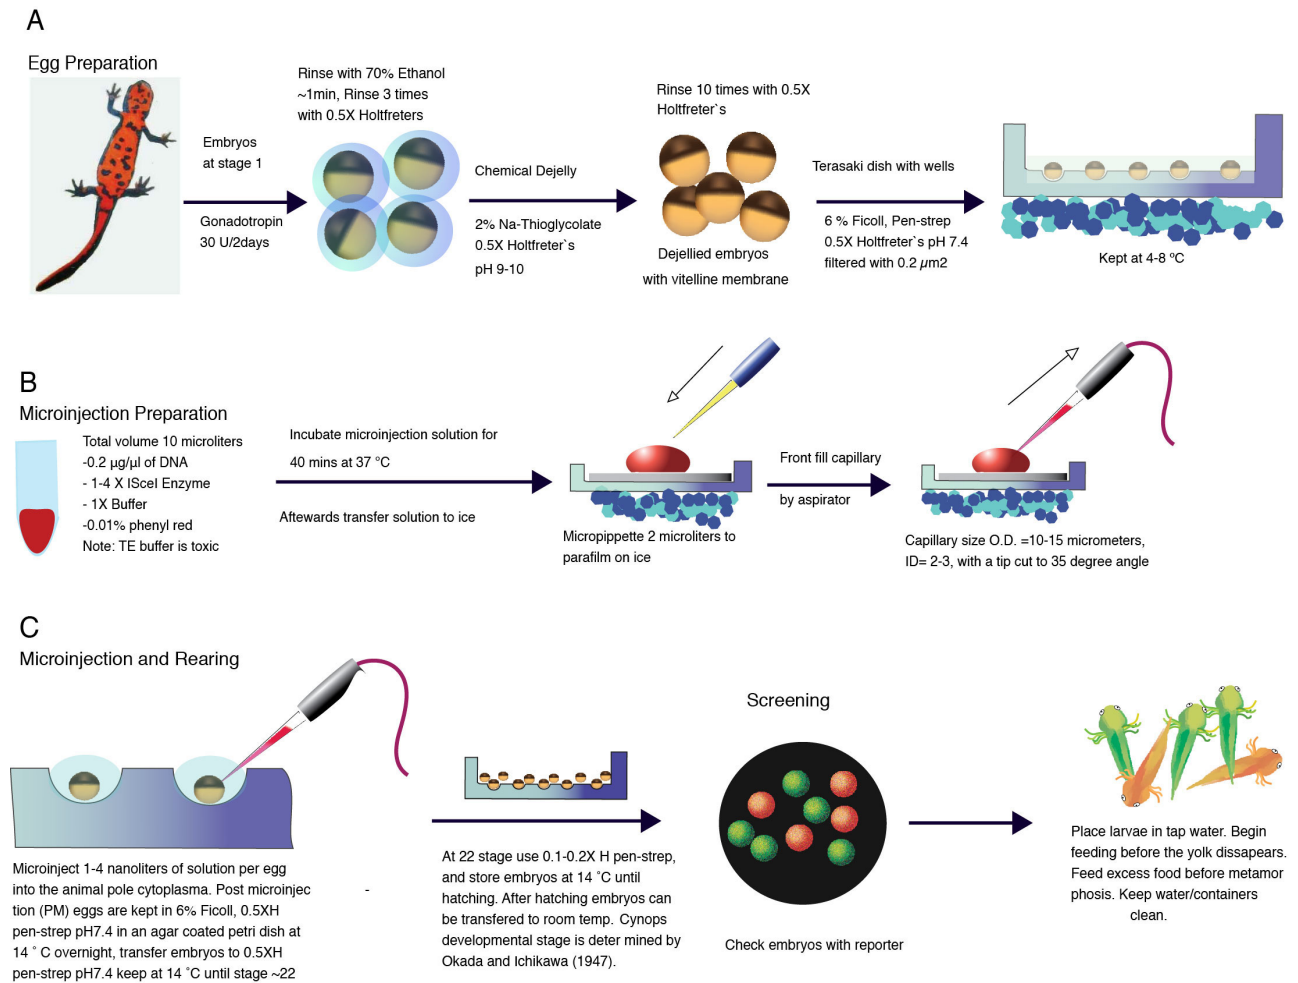 A
Egg Preparation
Embryos
at stage 1
Gonadotropin
30 U/2days
Rinse with 70% Ethanol
~1min, Rinse 3 times
with 0.5X Holtfreters
Chemical Dejelly
2% Na-Thioglycolate
0.5X Holtfreter`s
pH 9-10
Rinse 10 times with 0.5X
Holtfreter`s
Dejellied embryos
with vitelline membrane
Terasaki dish with wells
6 % Ficoll, Pen-strep
0.5X Holtfreter`s pH 7.4
filtered with 0.2 µm2
Kept at 4-8 ºC
B
Microinjection Preparation
Total volume 10 microliters
-0.2 µg/µl of DNA
- 1-4 X IScel Enzyme
- 1X Buffer
-0.01% phenyl red
Note: TE buffer is toxic
Incubate microinjection solution for
40 mins at 37 °C
Aftewards transfer solution to ice
Micropippette 2 microliters to
parafilm on ice
Front fill capillary
by aspirator
Capillary size O.D. =10-15 micrometers,
ID= 2-3, with a tip cut to 35 degree angle
C
Microinjection and Rearing
Microinject 1-4 nanoliters of solution per egg
into the animal pole cytoplasma. Post microinjec -
tion (PM) eggs are kept in 6% Ficoll, 0.5XH
pen-strep pH7.4 in an agar coated petri dish at
14 ˚ C overnight, transfer embryos to 0.5XH
pen-strep pH7.4 keep at 14 ˚C until stage ~22
At 22 stage use 0.1-0.2X H pen-strep,
and store embryos at 14 ˚C until
hatching. After hatching embryos can
be transfered to room temp. Cynops
developmental stage is deter mined by
Okada and Ichikawa (1947).
Screening
Check embryos with reporter
Place larvae in tap water. Begin
feeding before the yolk dissapears.
Feed excess food before metamor
phosis. Keep water/containers
clean.